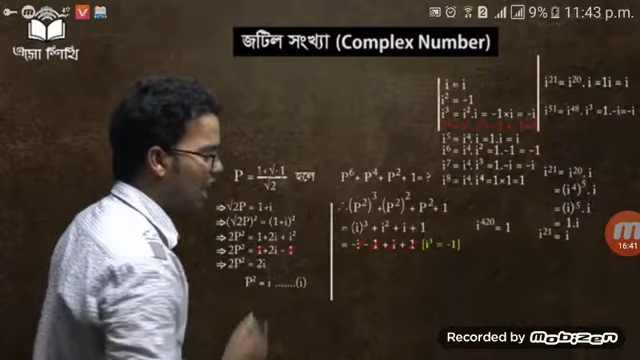 9% 11:43 p.m.
এসো শিখি
জটিল সংখ্যা (Complex Number)
i = i
i² = -1
i³ = i².i = -1×i = -i
i⁵ = i⁴.i = 1.i = i
i⁶ = i⁴.i² = 1.-1 = -1
i⁷ = i⁴.i³ = 1.-i = -i
i⁸ = i⁴.i⁴ = 1×1 = 1
i²¹ = i²⁰.i = 1i = i
i⁵¹ = i⁴⁸.i³ = 1.-i = -i
P = (1+√-1)/√2 হলে P⁶ + P⁴ + P² + 1 = ?
⇒ √2P = 1+i
⇒ (√2P)² = (1+i)²
⇒ 2P² = 1+2i + i²
⇒ 2P² = 1+2i - 1
⇒ 2P² = 2i
P² = i .......(i)
∴ (P²)³ + (P²)² + P² + 1
= (i)³ + i² + i + 1
= -i - 1 + i + 1 [i³ = -1]
i⁴²⁰ = 1
i²¹ = i²⁰.i
= (i⁴)⁵.i
= (i)⁵.i
i²¹ = i
16:41
Recorded by mobizen